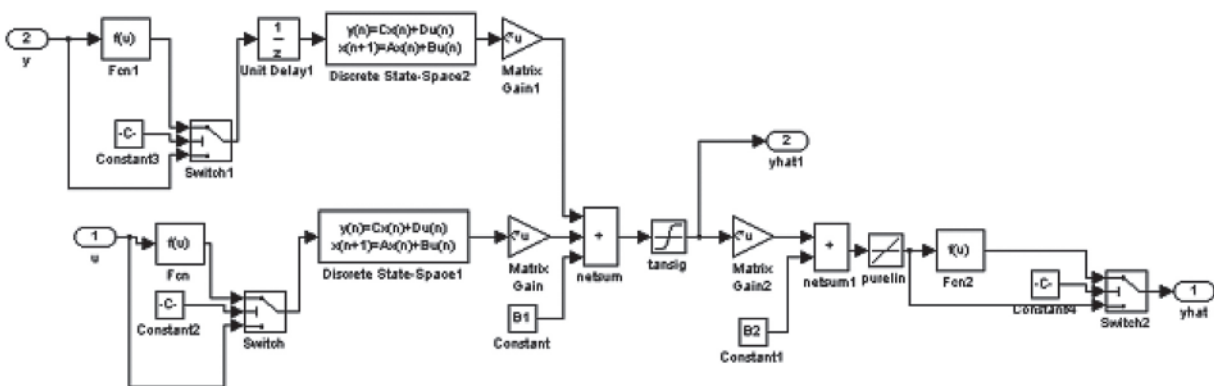 2
y
f(u)
Fcn1
-C-
Constant3
Switch1
1
z
Unit Delay1
y(n)=Cx(n)+Du(n)
x(n+1)=Ax(n)+Bu(n)
Discrete State-Space2
u
Matrix
Gain1
1
u
f(u)
Fcn
-C-
Constant2
Switch
y(n)=Cx(n)+Du(n)
x(n+1)=Ax(n)+Bu(n)
Discrete State-Space1
u
Matrix
Gain
B1
Constant
+
netsum
tansig
2
yhat1
u
Matrix
Gain2
B2
Constant1
+
netsum1
purelin
f(u)
Fcn2
-C-
Constant4
Switch2
1
yhat